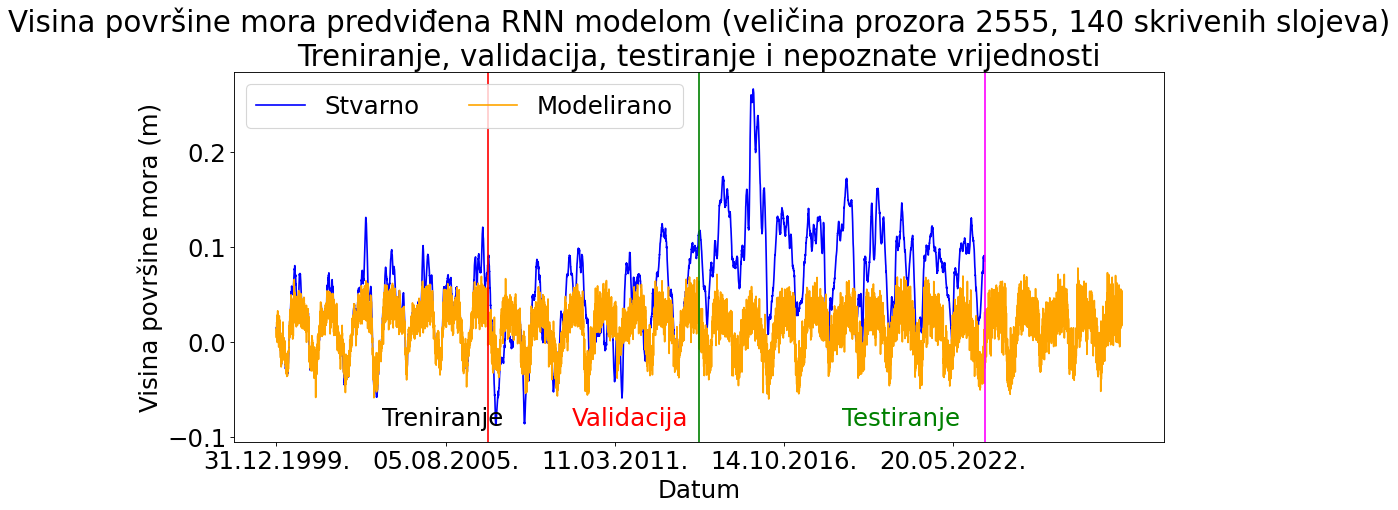 Visina površine mora predviđena RNN modelom (veličina prozora 2555, 140 skrivenih slojeva)
Treniranje, validacija, testiranje i nepoznate vrijednosti
Stvarno Modelirano
Visina površine mora (m)
0.2
0.1
0.0
−0.1
Treniranje Validacija Testiranje
31.12.1999. 05.08.2005. 11.03.2011. 14.10.2016. 20.05.2022.
Datum